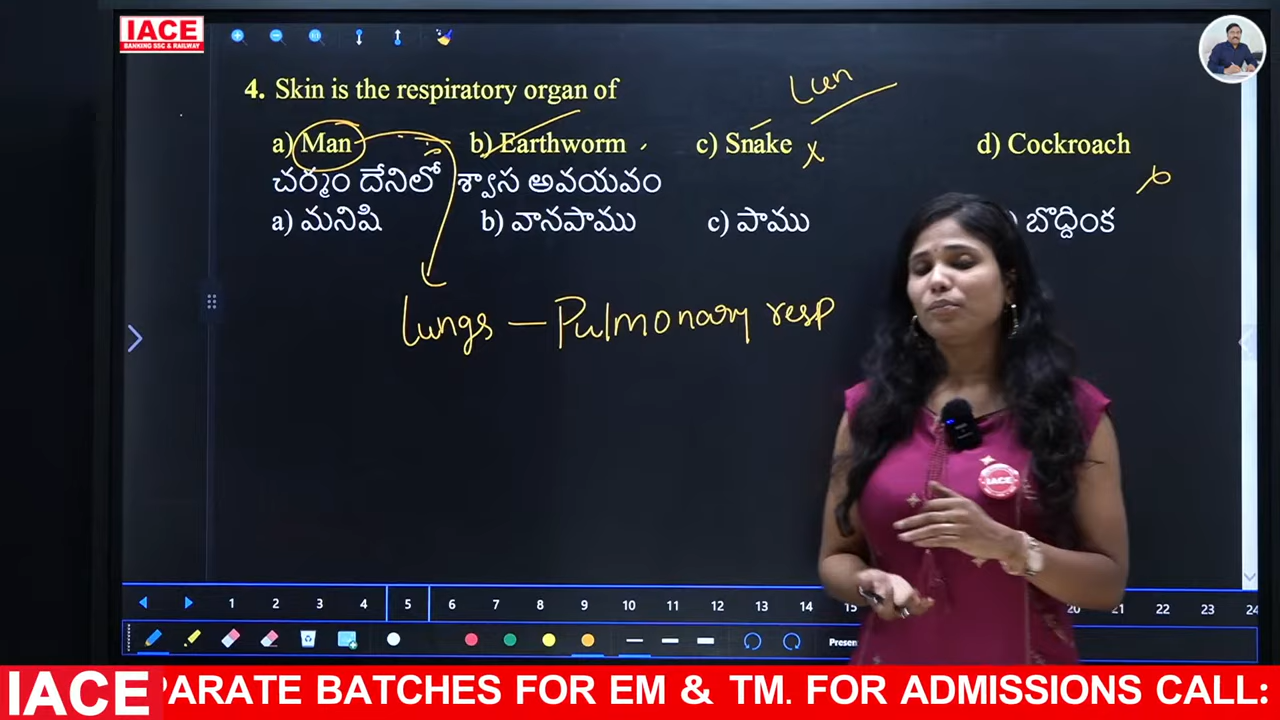 IACE
BANKING SSC & RAILWAY
4. Skin is the respiratory organ of
Lun
a) Man b) Earthworm c) Snake d) Cockroach
చర్మం దేనిలో శ్వాస అవయవం
a) మనిషి b) వానపాము c) పాము బొద్దింక
Lungs — Pulmonary resp
IACE
1 2 3 4 5 6 7 8 9 10 11 12 13 14 15 20 21 22 23 24
Presen
IACE PARATE BATCHES FOR EM & TM. FOR ADMISSIONS CALL: